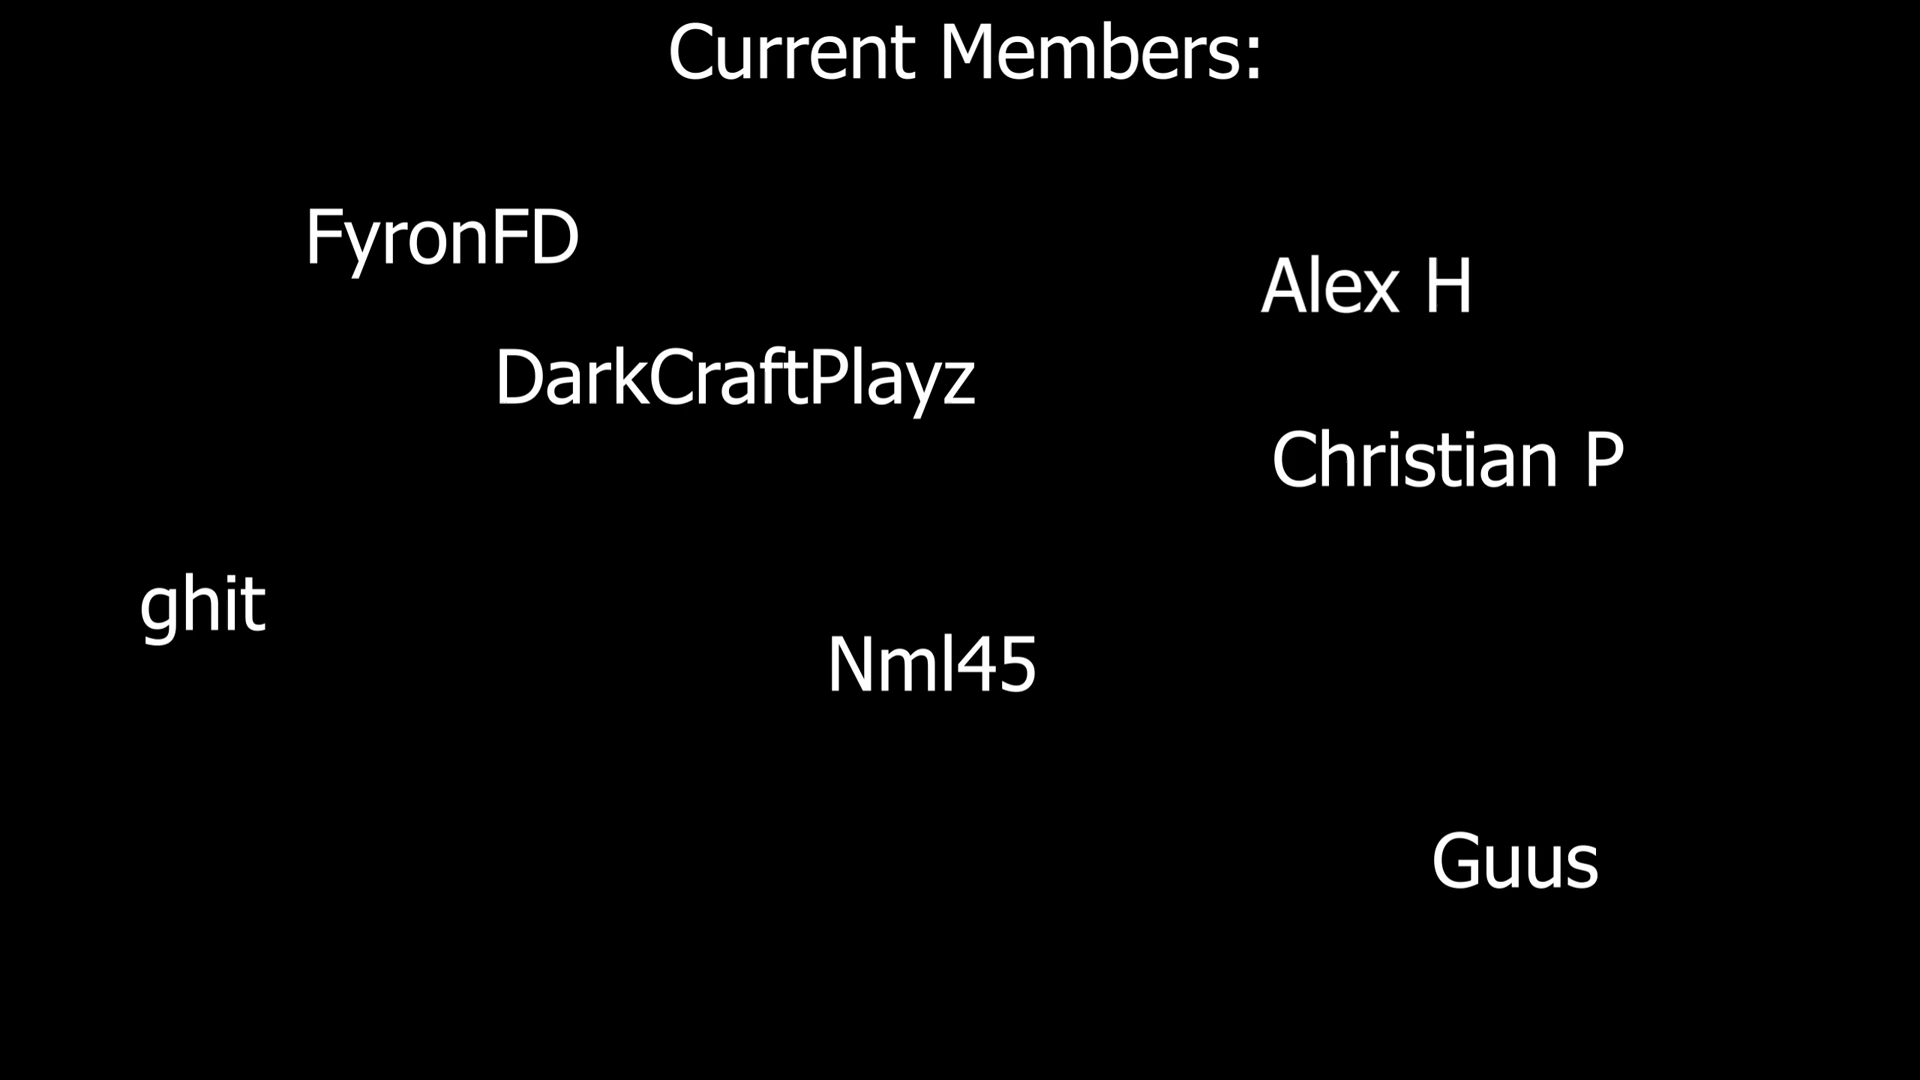 Current Members:
FyronFD
Alex H
DarkCraftPlayz
Christian P
ghit
Nml45
Guus